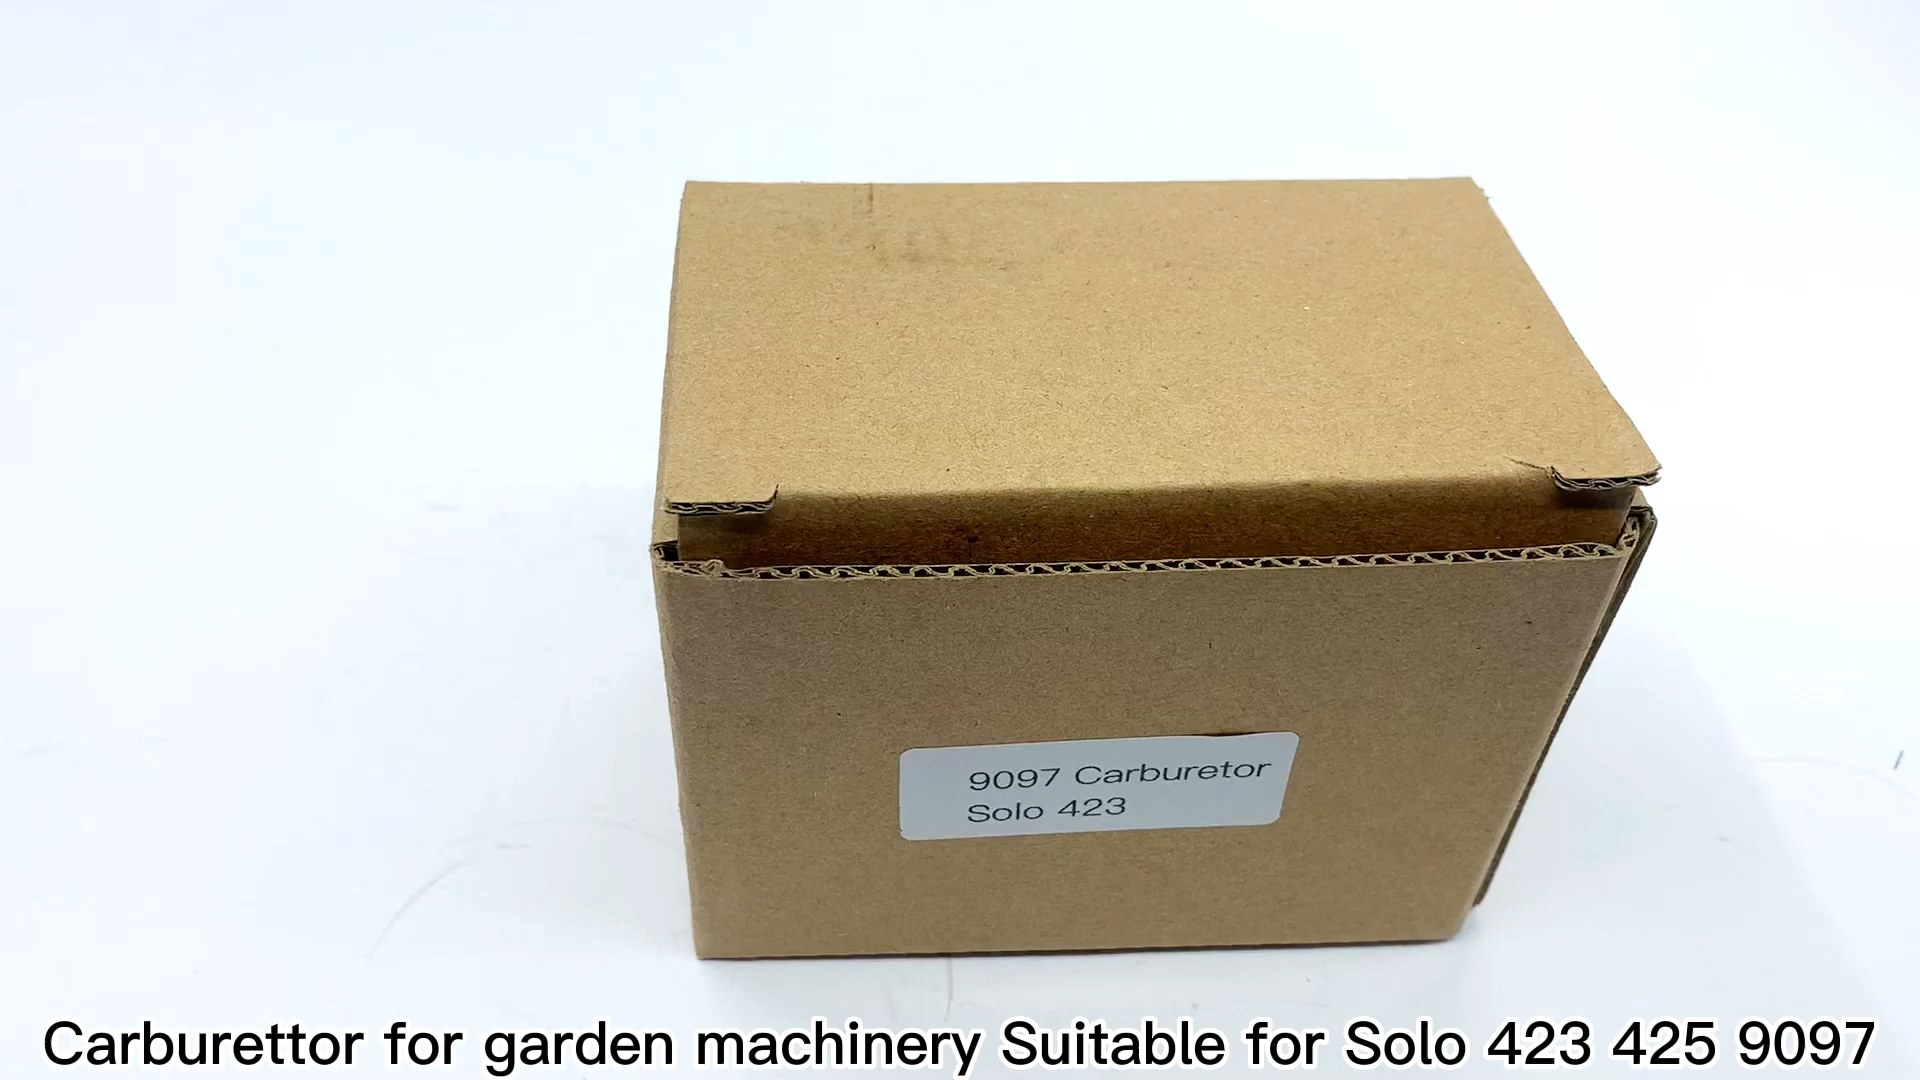 9097 Carburetor
Solo 423
Carburettor for garden machinery Suitable for Solo 423 425 9097